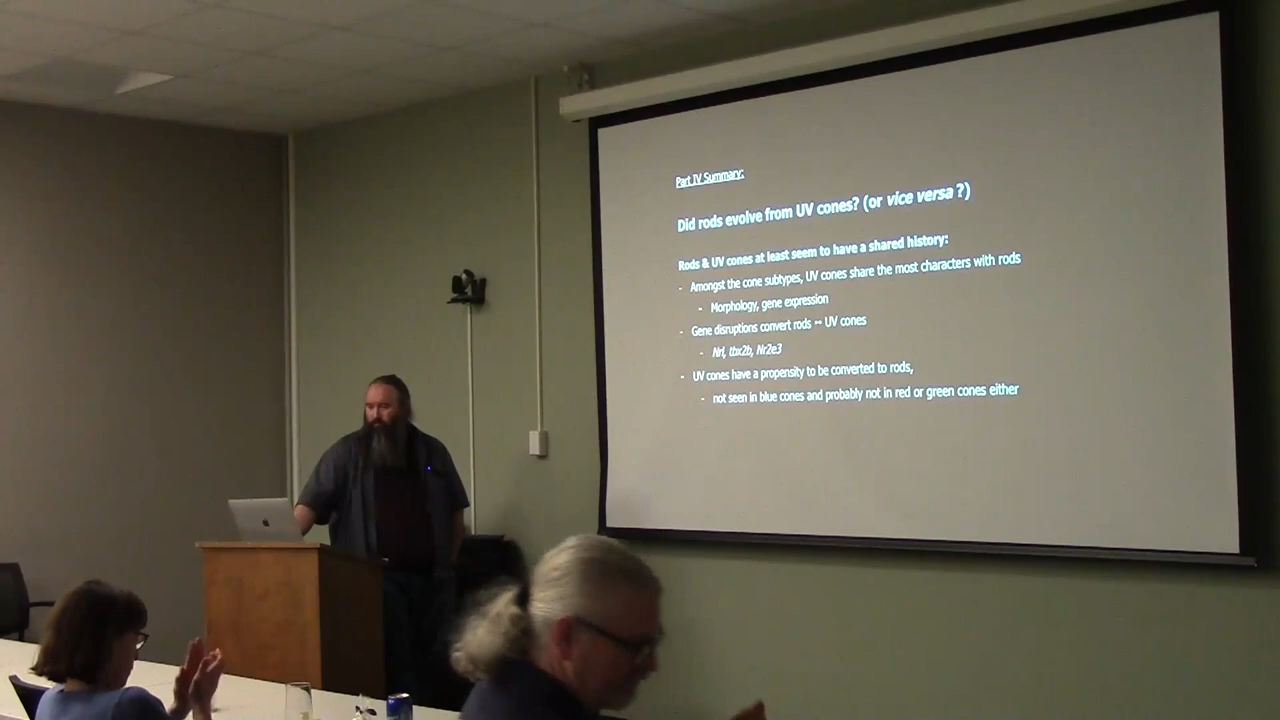 Part IV Summary:
Did rods evolve from UV cones? (or vice versa ?)
Rods & UV cones at least seem to have a shared history:
- Amongst the cone subtypes, UV cones share the most characters with rods
- Morphology, gene expression
- Gene disruptions convert rods ↔ UV cones
- Nrl, tbx2b, Nr2e3
- UV cones have a propensity to be converted to rods,
- not seen in blue cones and probably not in red or green cones either